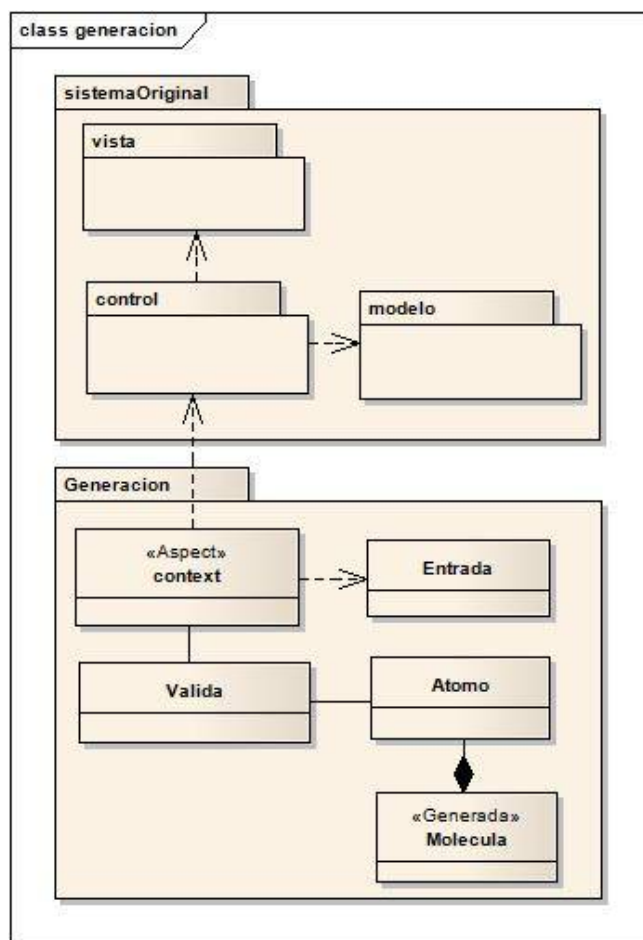 class generacion
sistemaOriginal
vista
control
modelo
Generacion
«Aspect»
context
Entrada
Valida
Atomo
«Generada»
Molecula